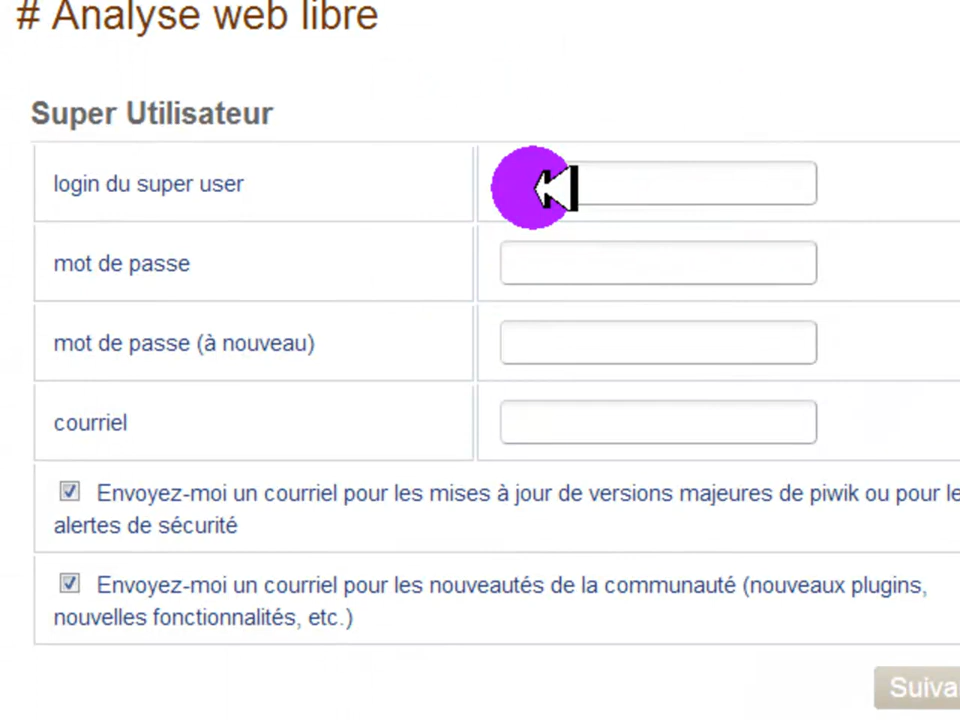 # Analyse web libre
Super Utilisateur
login du super user
mot de passe
mot de passe (à nouveau)
courriel
Envoyez-moi un courriel pour les mises à jour de versions majeures de piwik ou pour le
alertes de sécurité
Envoyez-moi un courriel pour les nouveautés de la communauté (nouveaux plugins,
nouvelles fonctionnalités, etc.)
Suiva